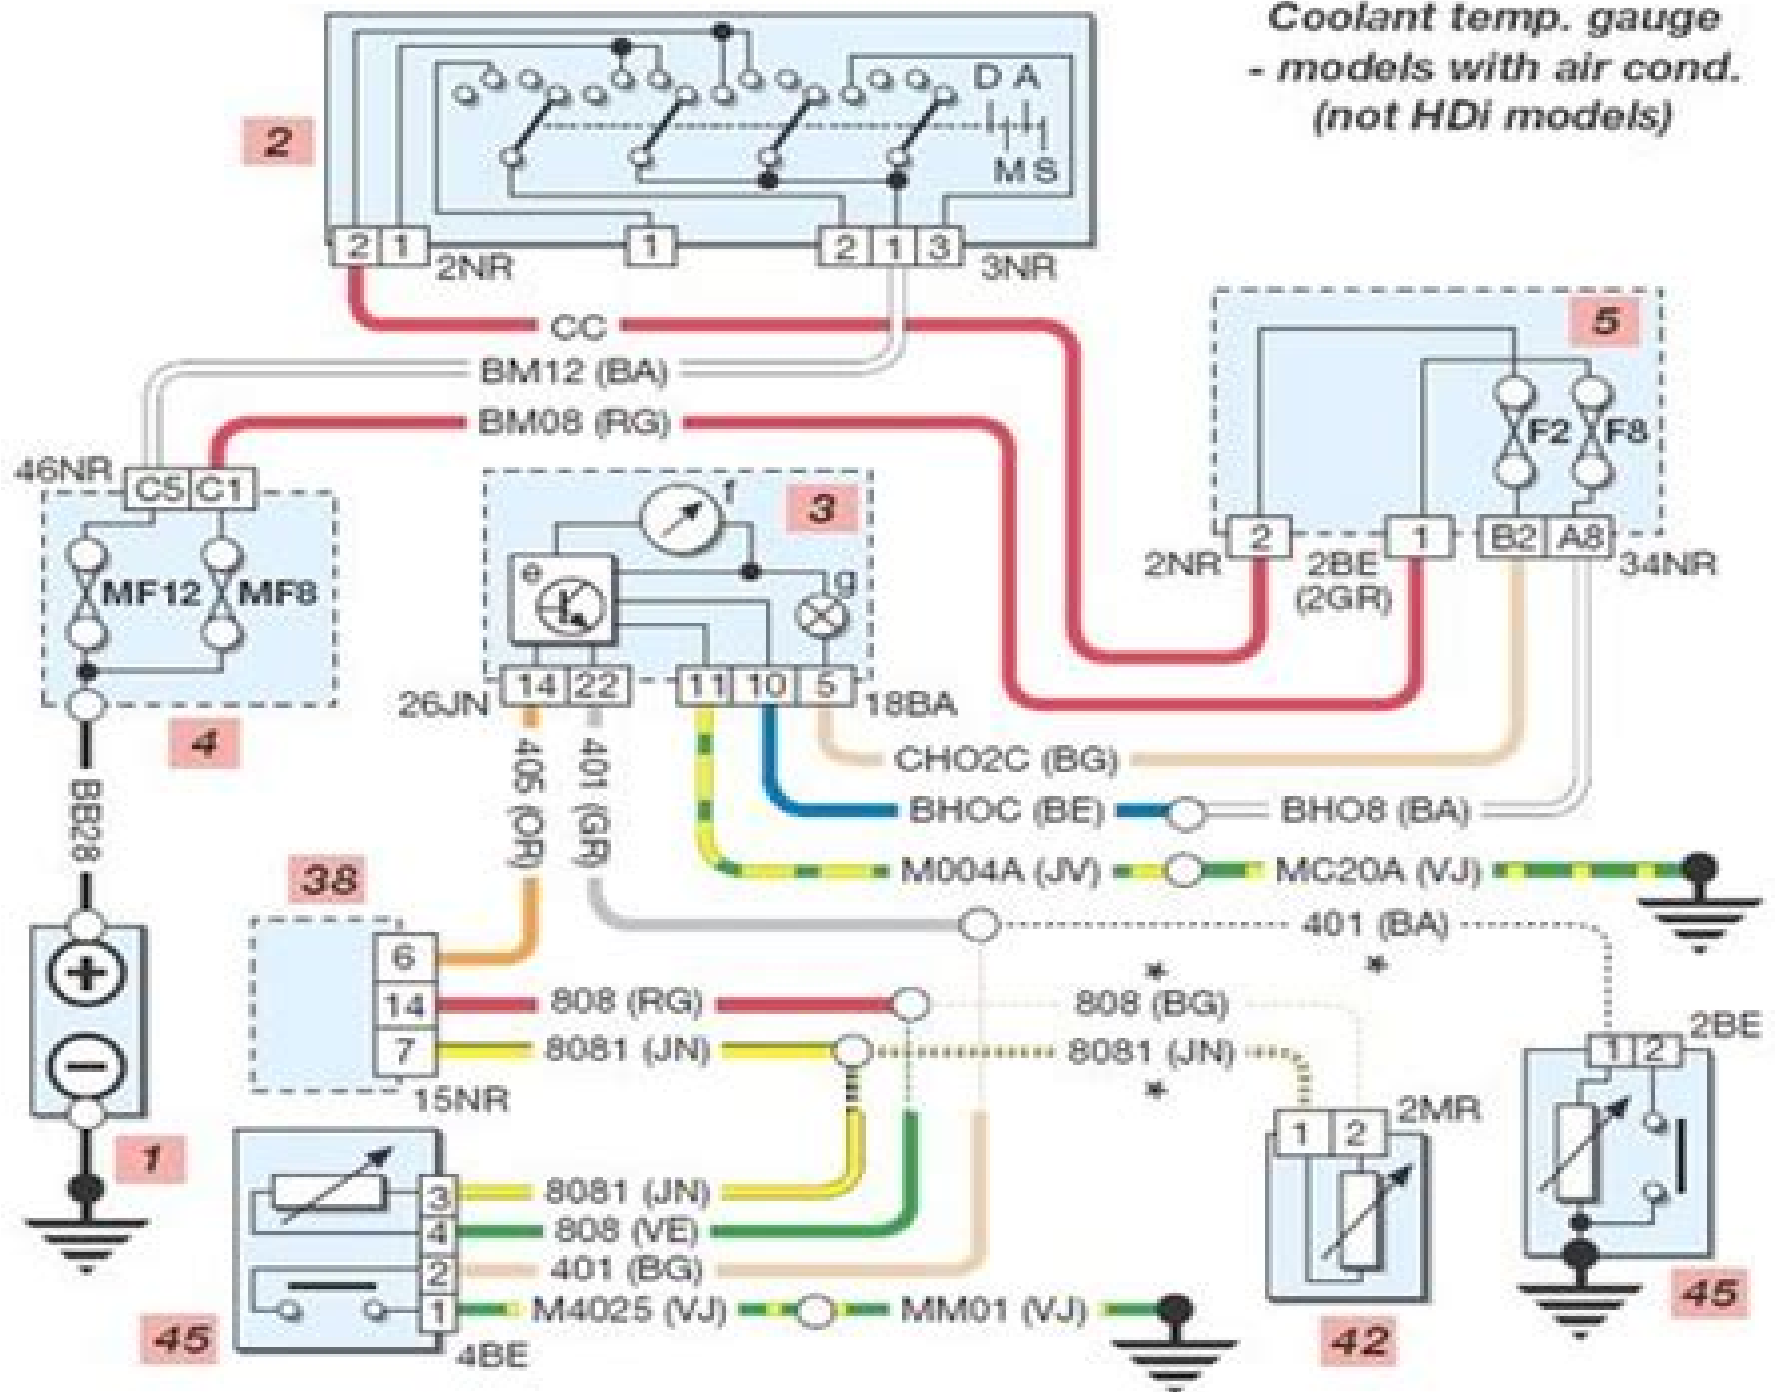 Coolant temp. gauge
- models with air cond.
(not HDi models)
D A
M S
2
2 1 2NR
1
2 1 3 3NR
CC
BM12 (BA)
BM08 (RG)
5
F2 F8
2 1 B2 A8
2NR 2BE 34NR
(2GR)
46NR C5 C1
MF12 MF8
4
f
3
e
g
14 22 11 10 5
26JN 18BA
405 (OR)
401 (GR)
CHO2C (BG)
BHOC (BE) BHO8 (BA)
M004A (JV) MC20A (VJ)
BB28
38
401 (BA)
*
*
6
14 808 (RG) 808 (BG)
7 8081 (JN) 8081 (JN)
*
15NR
+
−
1
2BE
1 2
2MR
1 2
3 8081 (JN)
4 808 (VE)
2 401 (BG)
1 M4025 (VJ) MM01 (VJ)
45
4BE
42
45